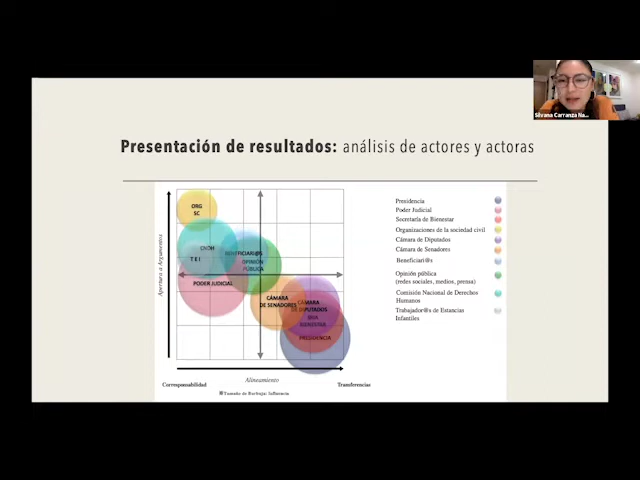 Silvana Carranza Na...
Presentación de resultados: análisis de actores y actoras
Apertura a Argumentos
ORG
SC
CNDH
T E I
BENEFICIARI@S
OPINIÓN
PÚBLICA
PODER JUDICIAL
CÁMARA
DE SENADORES
CÁMARA
DE DIPUTADOS
BIENESTAR
PRESIDENCIA
Alineamiento
Corresponsabilidad
Transferencias
Tamaño de Burbuja: Influencia
Presidencia
Poder Judicial
Secretaría de Bienestar
Organizaciones de la sociedad civil
Cámara de Diputados
Cámara de Senadores
Beneficiari@s
Opinión pública
(redes sociales, medios, prensa)
Comisión Nacional de Derechos
Humanos
Trabajador@s de Estancias
Infantiles